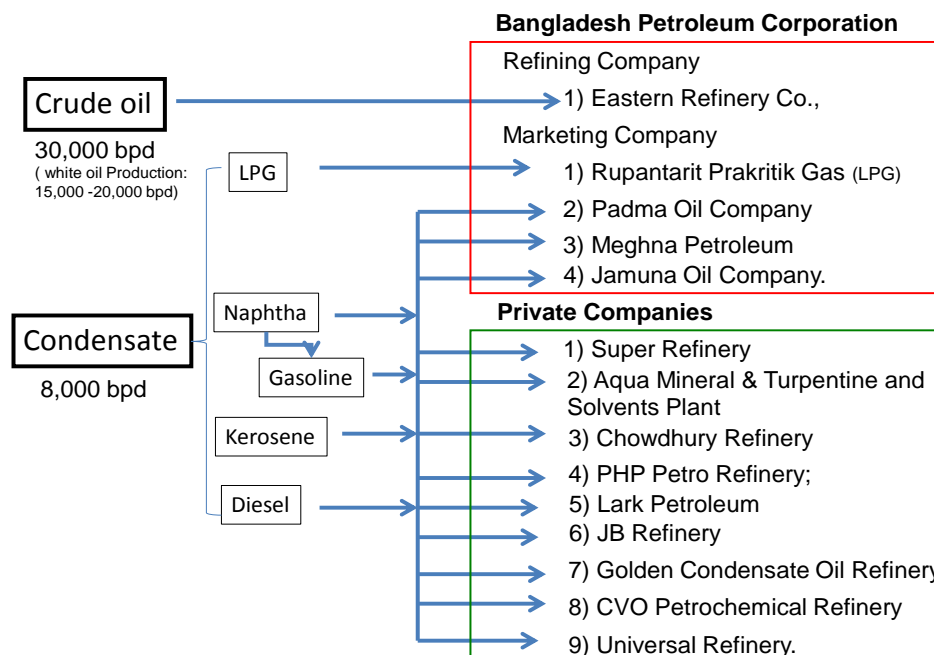 Bangladesh Petroleum Corporation
Refining Company
Crude oil
1) Eastern Refinery Co.,
30,000 bpd
( white oil Production:
15,000 -20,000 bpd)
Marketing Company
LPG
1) Rupantarit Prakritik Gas (LPG)
2) Padma Oil Company
3) Meghna Petroleum
4) Jamuna Oil Company.
Naphtha
Private Companies
Condensate
8,000 bpd
Gasoline
Kerosene
Diesel
1) Super Refinery
2) Aqua Mineral & Turpentine and
Solvents Plant
3) Chowdhury Refinery
4) PHP Petro Refinery;
5) Lark Petroleum
6) JB Refinery
7) Golden Condensate Oil Refinery
8) CVO Petrochemical Refinery
9) Universal Refinery.